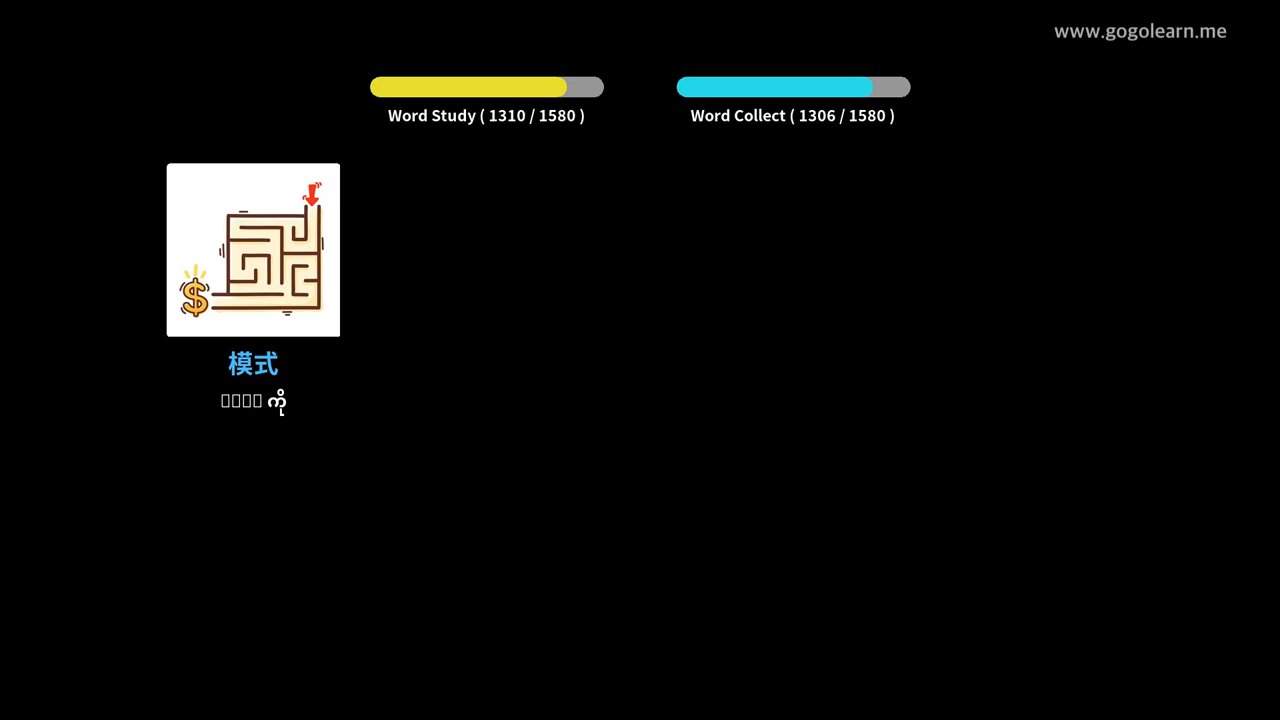 www.gogolearn.me
Word Study ( 1310 / 1580 )
Word Collect ( 1306 / 1580 )
$
模式
ကို